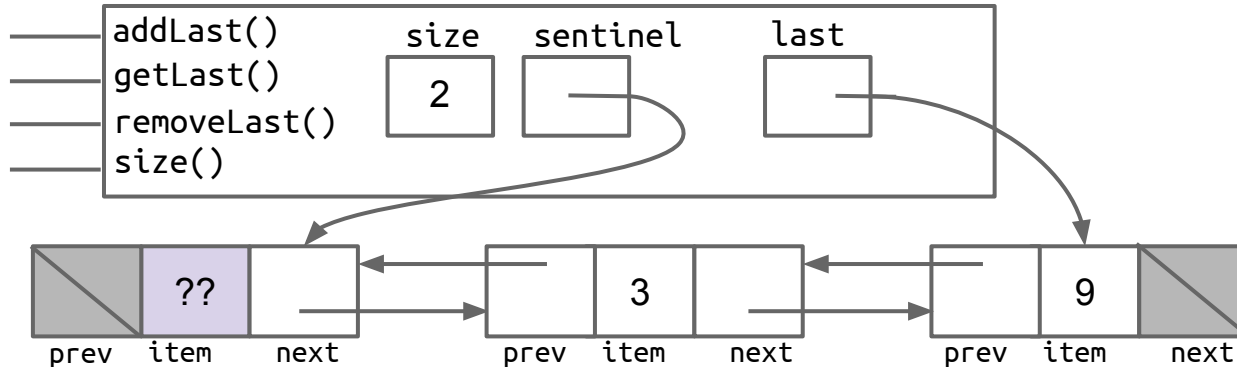 addLast() size sentinel last
getLast()
2
removeLast()
size()
?? 3 9
prev item next prev item next prev item next